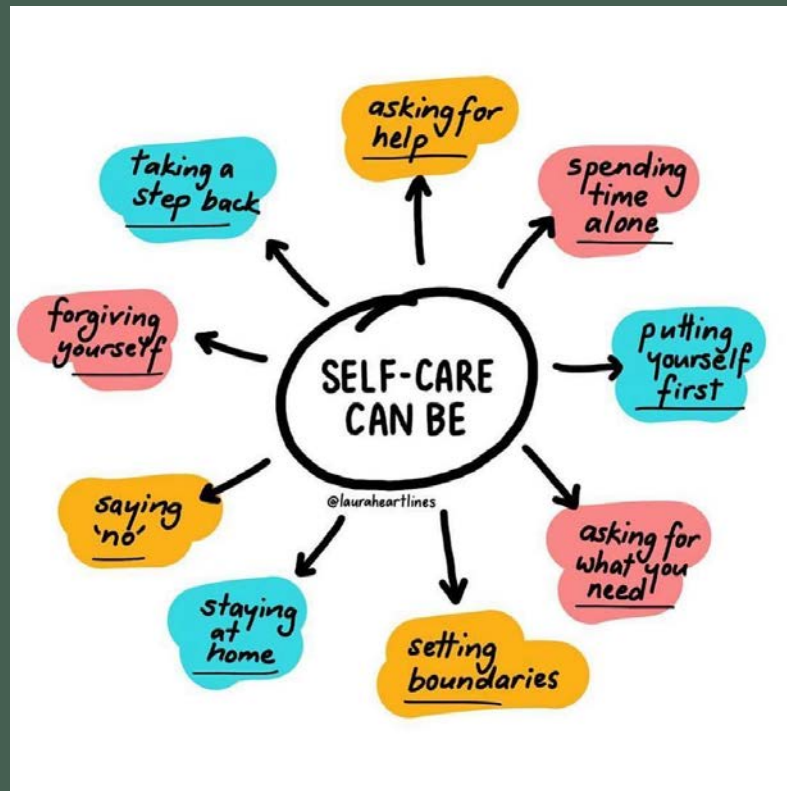 SELF-CARE
CAN BE
@lauraheartlines
asking for
help
spending
time
alone
putting
yourself
first
asking for
what you
need
setting
boundaries
staying
at
home
saying
'no'
forgiving
yourself
taking a
step back